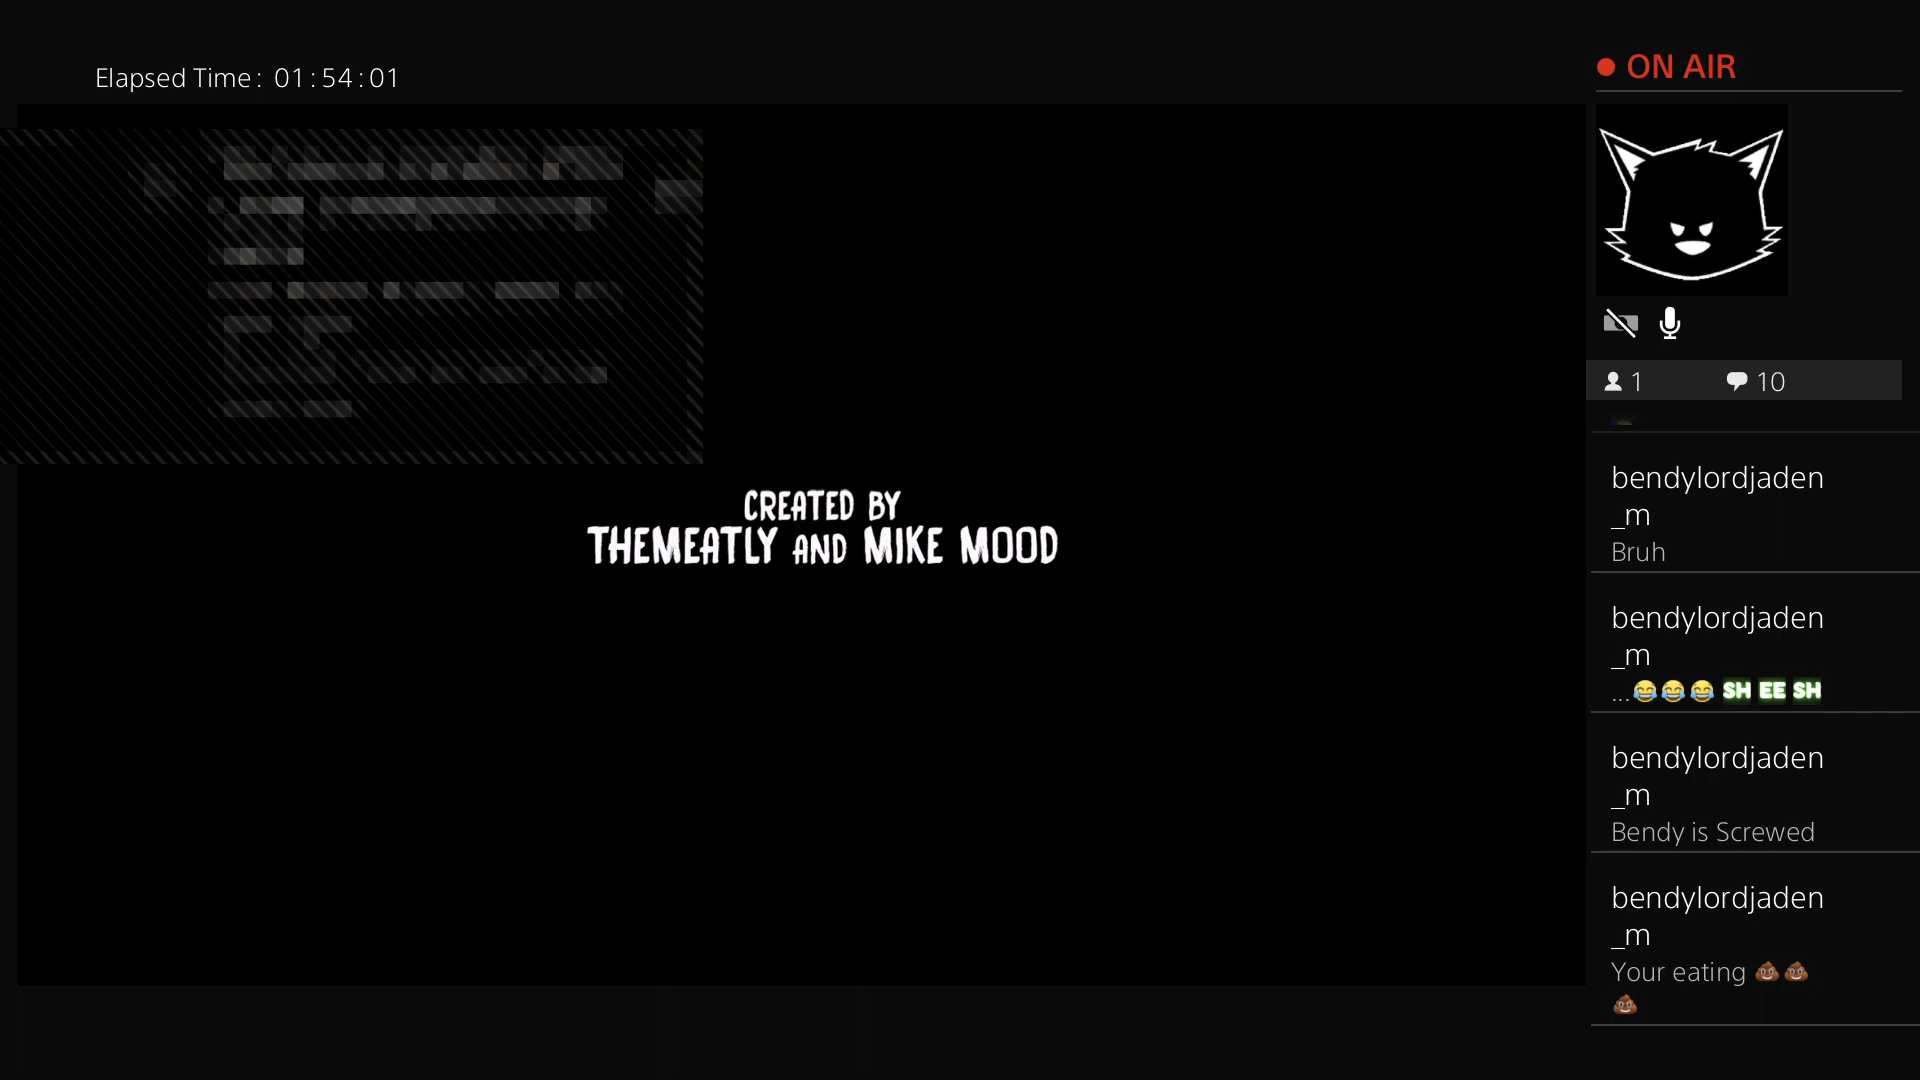 Elapsed Time: 01:54:01
ON AIR
1
10
CREATED BY
THEMEATLY AND MIKE MOOD
bendylordjaden
_m
Bruh
bendylordjaden
_m
...😂😂😂 SH EE SH
bendylordjaden
_m
Bendy is Screwed
bendylordjaden
_m
Your eating 💩💩
💩